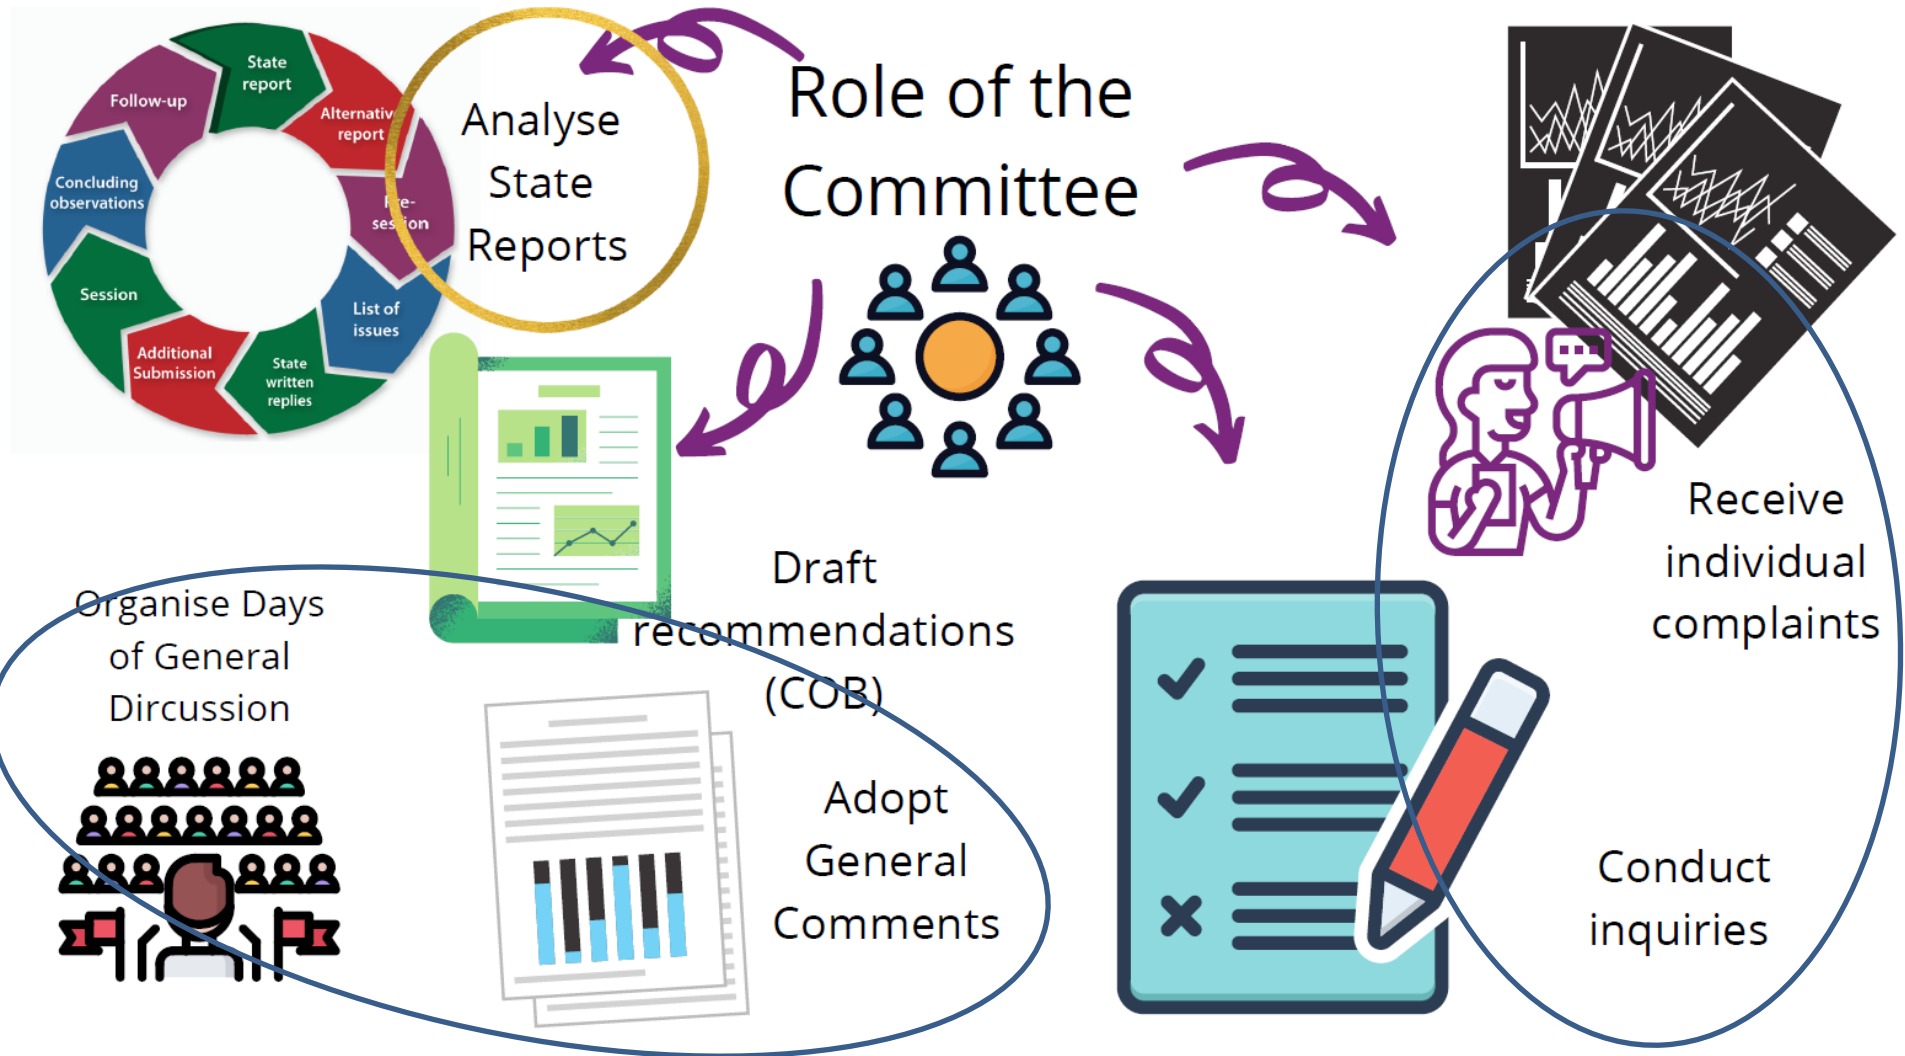 Role of the
Committee
State
report
Alternative
report
Pre-
session
List of
issues
State
written
replies
Additional
Submission
Session
Concluding
observations
Follow-up
Analyse
State
Reports
Draft
recommendations
(COB)
Organise Days
of General
Dircussion
Adopt
General
Comments
Receive
individual
complaints
Conduct
inquiries